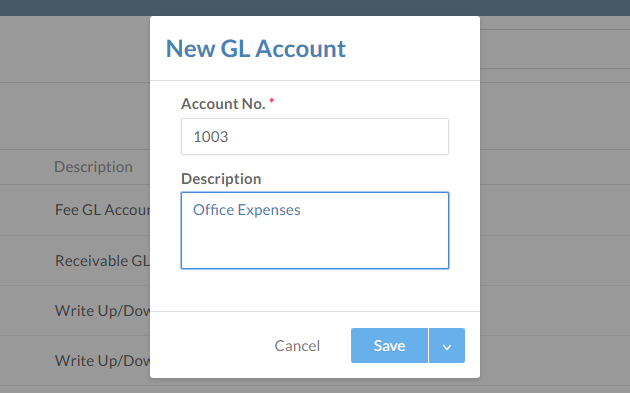 New GL Account
Account No. *
1003
Description
Office Expenses
Description
Fee GL Accou
Receivable GL
Write Up/Dow
Write Up/Dow
Cancel
Save